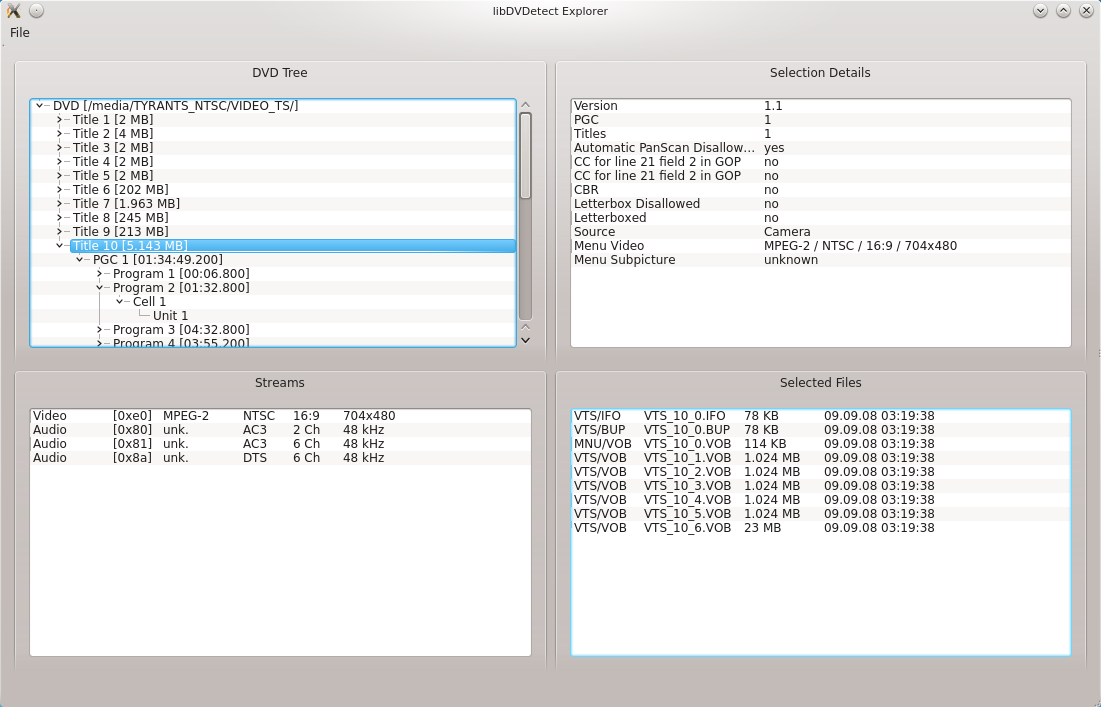 libDVDetect Explorer
File
DVD Tree
DVD [/media/TYRANTS_NTSC/VIDEO_TS/]
Title 1 [2 MB]
Title 2 [4 MB]
Title 3 [2 MB]
Title 4 [2 MB]
Title 5 [2 MB]
Title 6 [202 MB]
Title 7 [1.963 MB]
Title 8 [245 MB]
Title 9 [213 MB]
Title 10 [5.143 MB]
PGC 1 [01:34:49.200]
Program 1 [00:06.800]
Program 2 [01:32.800]
Cell 1
Unit 1
Program 3 [04:32.800]
Program 4 [03:55.200]
Selection Details
Version 1.1
PGC 1
Titles 1
Automatic PanScan Disallow... yes
CC for line 21 field 2 in GOP no
CC for line 21 field 2 in GOP no
CBR no
Letterbox Disallowed no
Letterboxed no
Source Camera
Menu Video MPEG-2 / NTSC / 16:9 / 704x480
Menu Subpicture unknown
Streams
Video [0xe0] MPEG-2 NTSC 16:9 704x480
Audio [0x80] unk. AC3 2 Ch 48 kHz
Audio [0x81] unk. AC3 6 Ch 48 kHz
Audio [0x8a] unk. DTS 6 Ch 48 kHz
Selected Files
VTS/IFO VTS_10_0.IFO 78 KB 09.09.08 03:19:38
VTS/BUP VTS_10_0.BUP 78 KB 09.09.08 03:19:38
MNU/VOB VTS_10_0.VOB 114 KB 09.09.08 03:19:38
VTS/VOB VTS_10_1.VOB 1.024 MB 09.09.08 03:19:38
VTS/VOB VTS_10_2.VOB 1.024 MB 09.09.08 03:19:38
VTS/VOB VTS_10_3.VOB 1.024 MB 09.09.08 03:19:38
VTS/VOB VTS_10_4.VOB 1.024 MB 09.09.08 03:19:38
VTS/VOB VTS_10_5.VOB 1.024 MB 09.09.08 03:19:38
VTS/VOB VTS_10_6.VOB 23 MB 09.09.08 03:19:38